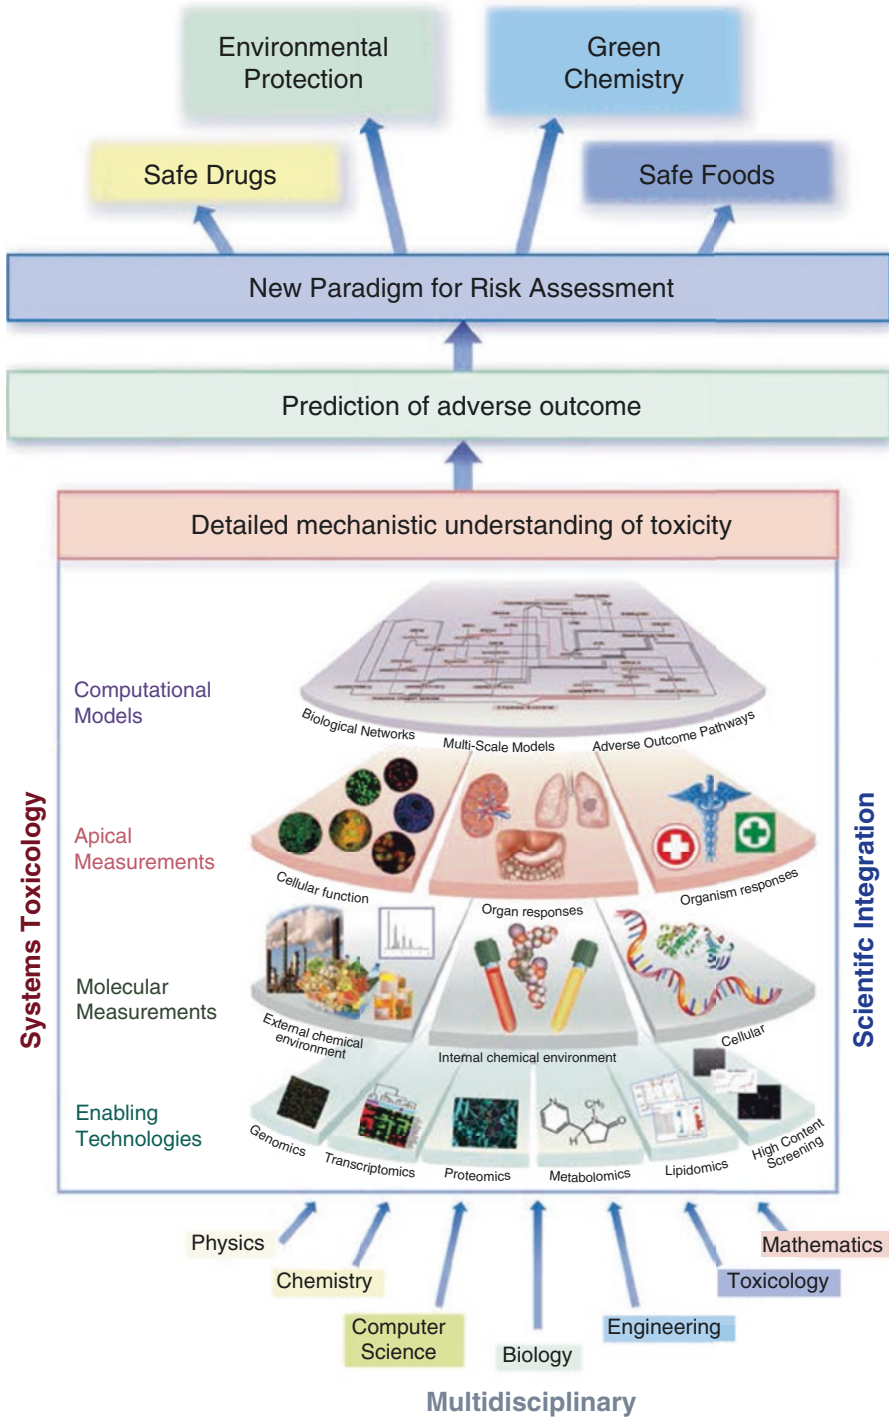 Environmental
Protection
Green
Chemistry
Safe Drugs
Safe Foods
New Paradigm for Risk Assessment
Prediction of adverse outcome
Detailed mechanistic understanding of toxicity
Systems Toxicology
Scientifc Integration
Computational
Models
Biological Networks
Multi-Scale Models
Adverse Outcome Pathways
Apical
Measurements
Cellular function
Organ responses
Organism responses
Molecular
Measurements
External chemical
environment
Internal chemical environment
Cellular
Enabling
Technologies
Genomics
Transcriptomics
Proteomics
N
N
CH₃
H
O
Metabolomics
Lipidomics
High Content
Screening
Physics
Chemistry
Computer
Science
Biology
Engineering
Toxicology
Mathematics
Multidisciplinary